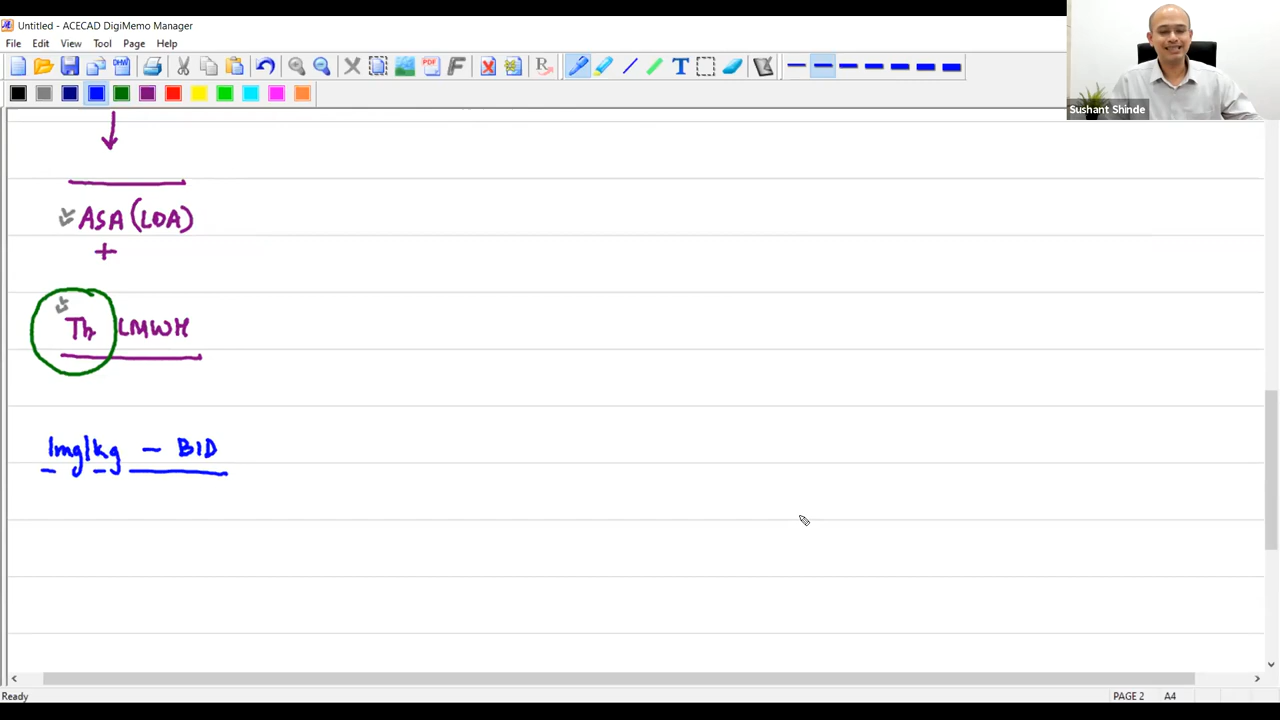 Untitled - ACECAD DigiMemo Manager
File Edit View Tool Page Help
Sushant Shinde
ASA (LDA)
+
Th LMWH
1mg/kg - BID
Ready
PAGE 2 A4